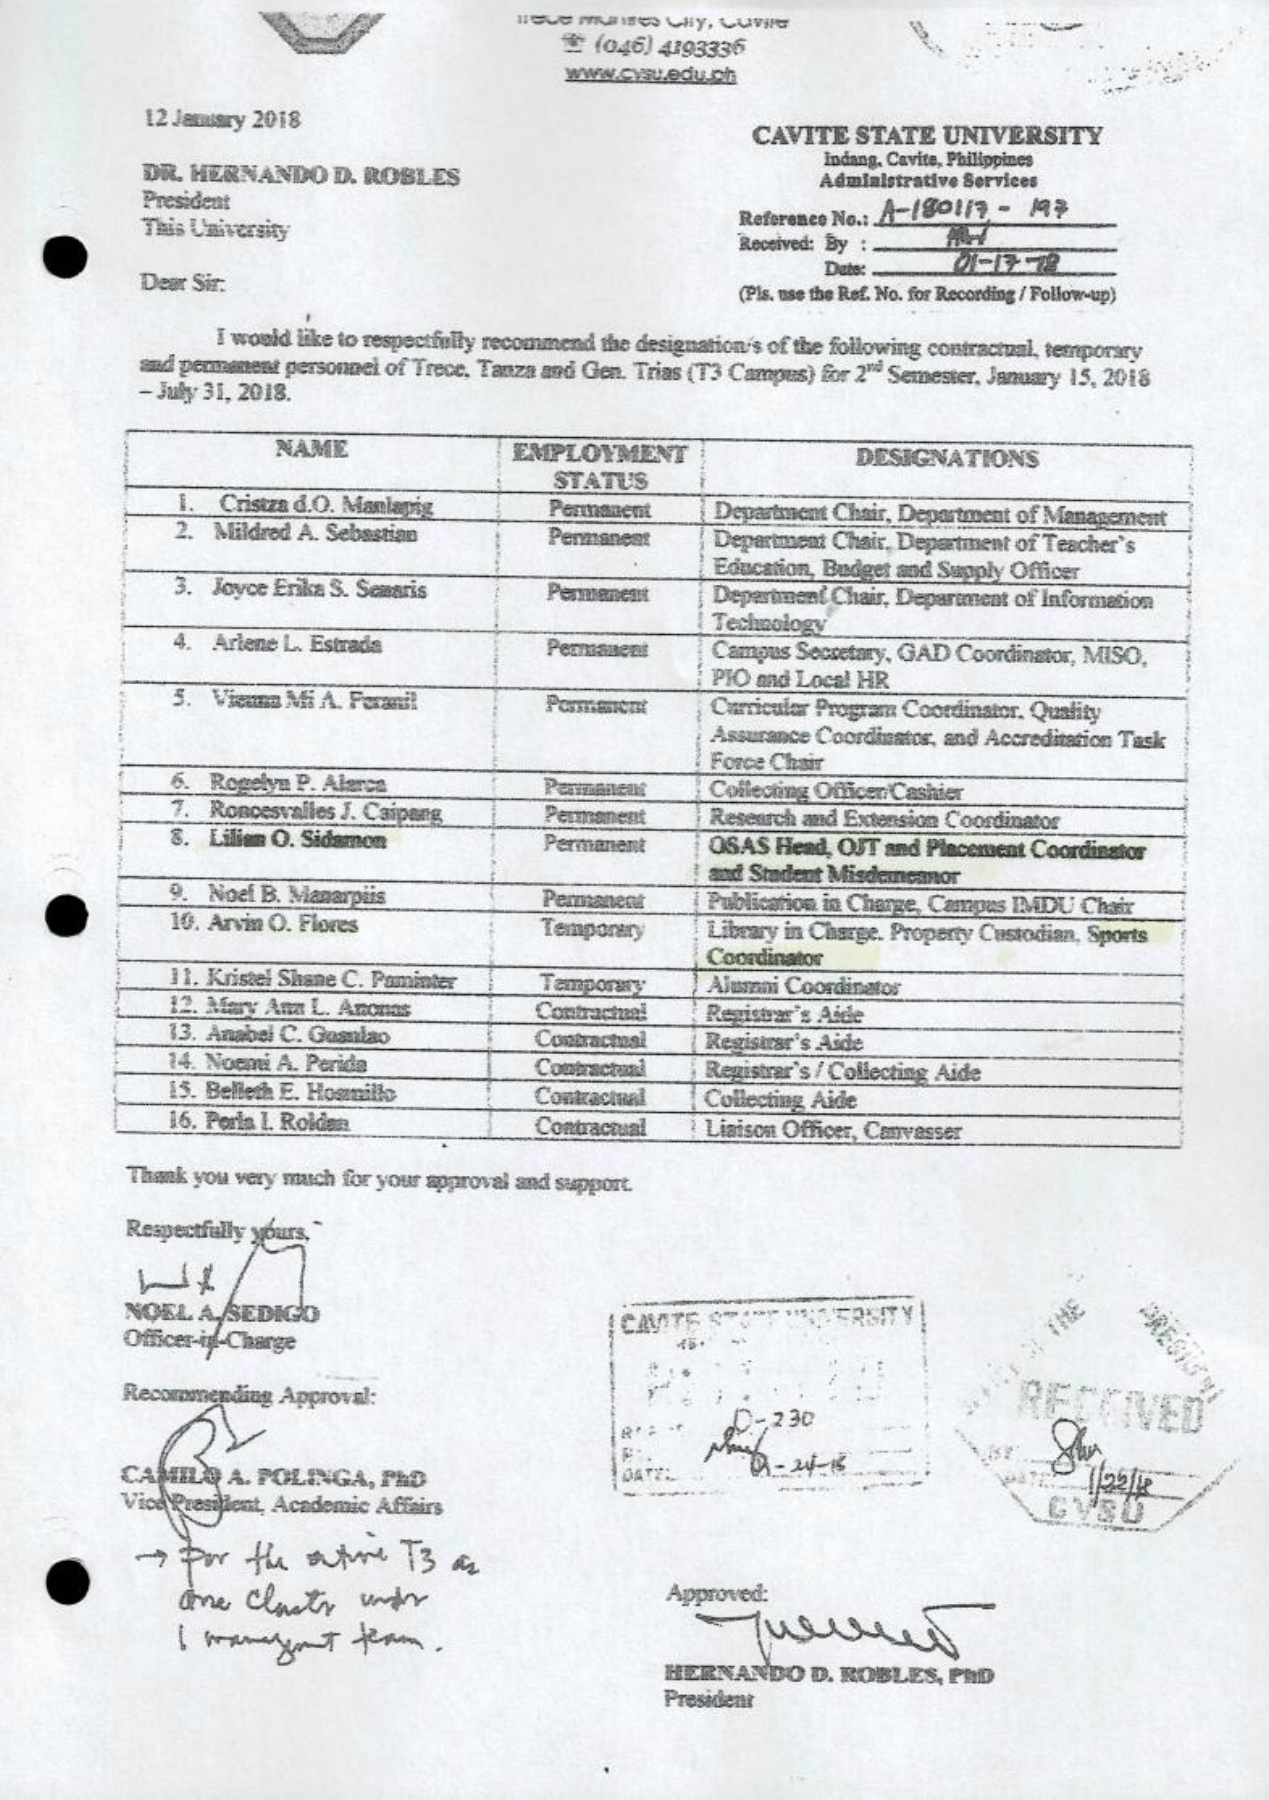 Trece Martires City, Cavite
☎ (046) 4193336
www.cvsu.edu.ph
12 January 2018
CAVITE STATE UNIVERSITY
Indang, Cavite, Philippines
Administrative Services
Reference No.: A-180117-197
Received: By :
Date: 01-17-18
(Pls. use the Ref. No. for Recording / Follow-up)
DR. HERNANDO D. ROBLES
President
This University
Dear Sir:
I would like to respectfully recommend the designation/s of the following contractual, temporary
and permanent personnel of Trece, Tanza and Gen. Trias (T3 Campus) for 2nd Semester, January 15, 2018
– July 31, 2018.
NAME EMPLOYMENT STATUS DESIGNATIONS
1. Cristza d.O. Manlapig Permanent Department Chair, Department of Management
2. Mildred A. Sebastian Permanent Department Chair, Department of Teacher's
Education, Budget and Supply Officer
3. Joyce Erika S. Senaris Permanent Department Chair, Department of Information
Technology
4. Arlene L. Estrada Permanent Campus Secretary, GAD Coordinator, MISO,
PIO and Local HR
5. Vienna Mi A. Feranil Permanent Curricular Program Coordinator, Quality
Assurance Coordinator, and Accreditation Task
Force Chair
6. Rogelyn P. Alarca Permanent Collecting Officer/Cashier
7. Roncesvalles J. Caipang Permanent Research and Extension Coordinator
8. Lilian O. Sidamon Permanent OSAS Head, OJT and Placement Coordinator
and Student Misdemeanor
9. Noel B. Manarpiis Permanent Publication in Charge, Campus IMDU Chair
10. Arvin O. Flores Temporary Library in Charge. Property Custodian, Sports
Coordinator
11. Kristel Shane C. Paminter Temporary Alumni Coordinator
12. Mary Ann L. Anonas Contractual Registrar's Aide
13. Anabel C. Guanlao Contractual Registrar's Aide
14. Noemi A. Perida Contractual Registrar's / Collecting Aide
15. Belleth E. Hosmillo Contractual Collecting Aide
16. Perla I. Roldan Contractual Liaison Officer, Canvasser
Thank you very much for your approval and support.
Respectfully yours,
NOEL A. SEDIGO
Officer-in-Charge
Recommending Approval:
CAMILO A. POLINGA, PhD
Vice President, Academic Affairs
→ For the entire T3 as
one Cluster under
1 management team.
CAVITE STATE UNIVERSITY
D-230
DATE: 01-24-18
OF THE PRESIDENT
RECEIVED
BY
DATE 1/22/18
CVSU
Approved:
HERNANDO D. ROBLES, PhD
President